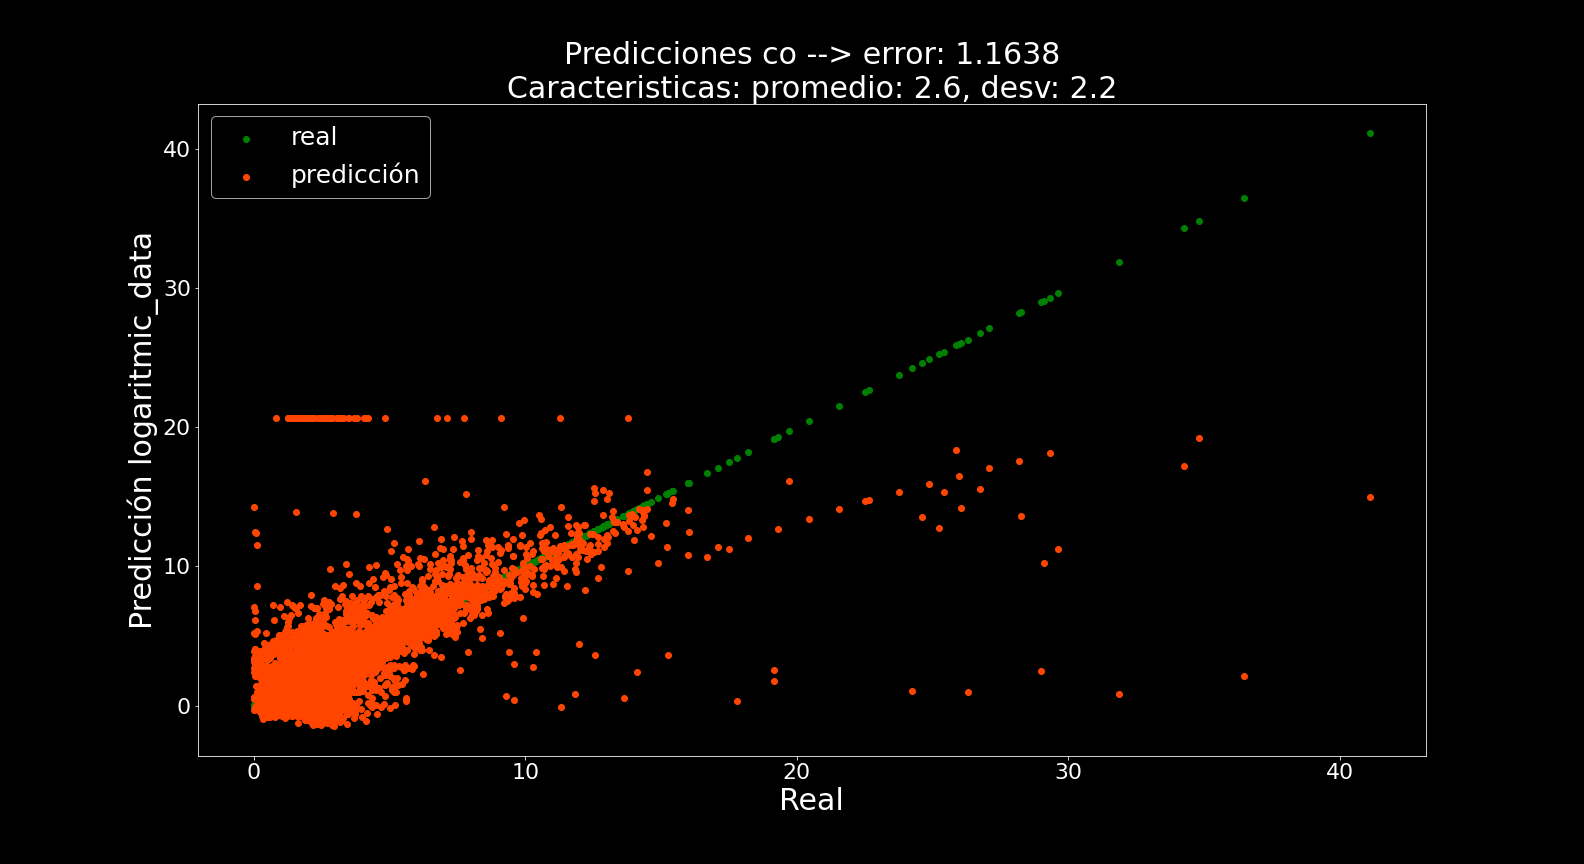 Predicciones co --> error: 1.1638
Caracteristicas: promedio: 2.6, desv: 2.2
real
predicción
Predicción logaritmic_data
40
30
20
10
0
0 10 20 30 40
Real